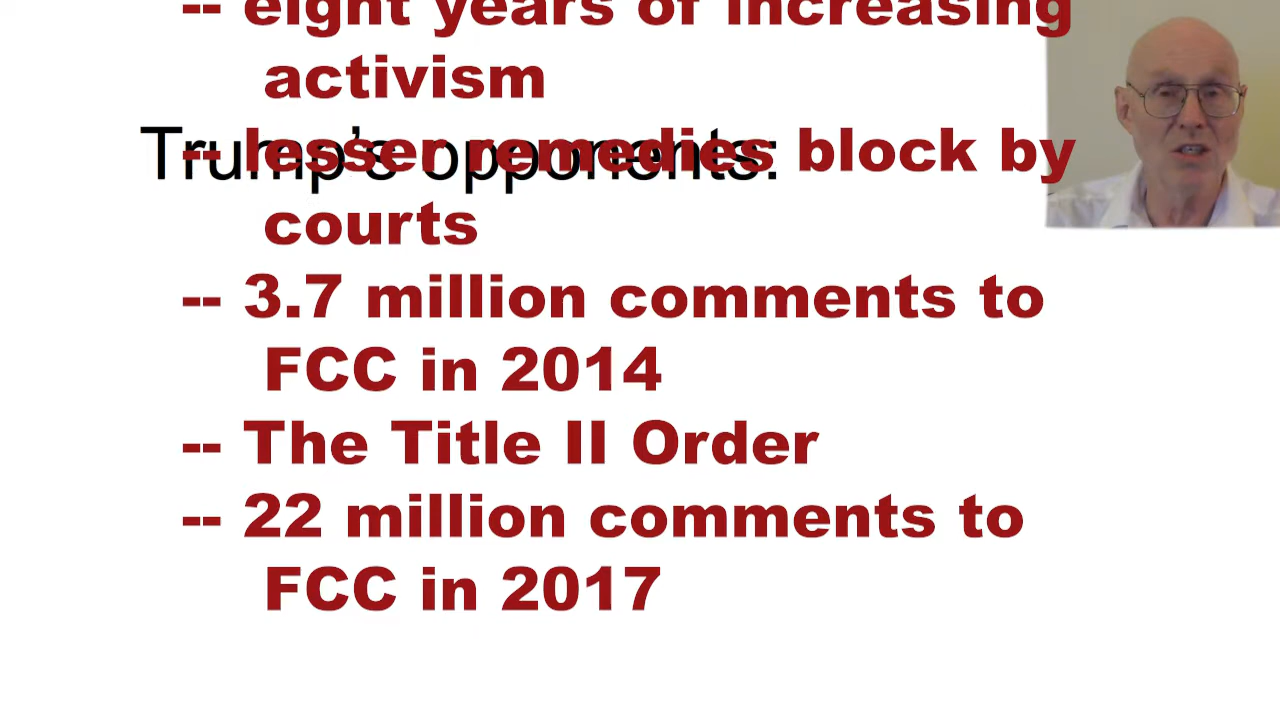 -- eight years of increasing
activism
Trump's opponents:
-- lesser remedies block by
courts
-- 3.7 million comments to
FCC in 2014
-- The Title II Order
-- 22 million comments to
FCC in 2017